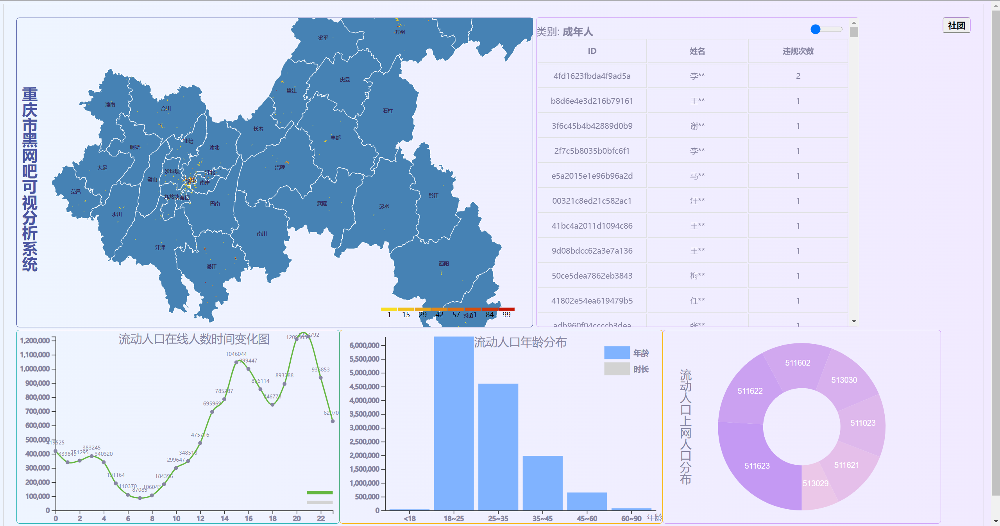 重庆市黑网吧可视分析系统
梁平
万州
忠县
垫江
石柱
潼南
合川
长寿
丰都
北碚
渝北
铜梁
涪陵
大足
沙坪坝
江北
璧山
渝中
南岸
荣昌
九龙坡
大渡口
巴南
武隆
彭水
黔江
永川
南川
江津
綦江
酉阳
秀山
1 15 29 42 57 71 84 99
类别: 成年人
ID 姓名 违规次数
4fd1623fbda4f9ad5a 李** 2
b8d6e4e3d216b79161 王** 1
3f6c45b4b42889d0b9 谢** 1
2f7c5b8035b0bfc6f1 李** 1
e5a2015e1e96b96a2d 马** 1
00321c8ed21c582ac1 汪** 1
41bc4a2011d1094c86 王** 1
9d08bdcc62a3e7a136 王** 1
50ce5dea7862eb3843 梅** 1
41802e54ea619479b5 任** 1
张** 1
社团
流动人口在线人数时间变化图
1,200,000
1,100,000
1,000,000
900,000
800,000
700,000
600,000
500,000
400,000
300,000
200,000
100,000
0
419525
339849
351295
383245
340320
191164
110370
87085
106043
184396
299647
348518
475716
695969
785287
1046044
999447
856114
893288
935853
0 2 4 6 8 10 12 14 16 18 20 22
流动人口年龄分布
年龄
时长
6,000,000
5,500,000
5,000,000
4,500,000
4,000,000
3,500,000
3,000,000
2,500,000
2,000,000
1,500,000
1,000,000
500,000
0
<18 18~25 25~35 35~45 45~60 60~90 年龄
流动人口上网人口分布
511602
513030
511622
511023
511623
511621
513029